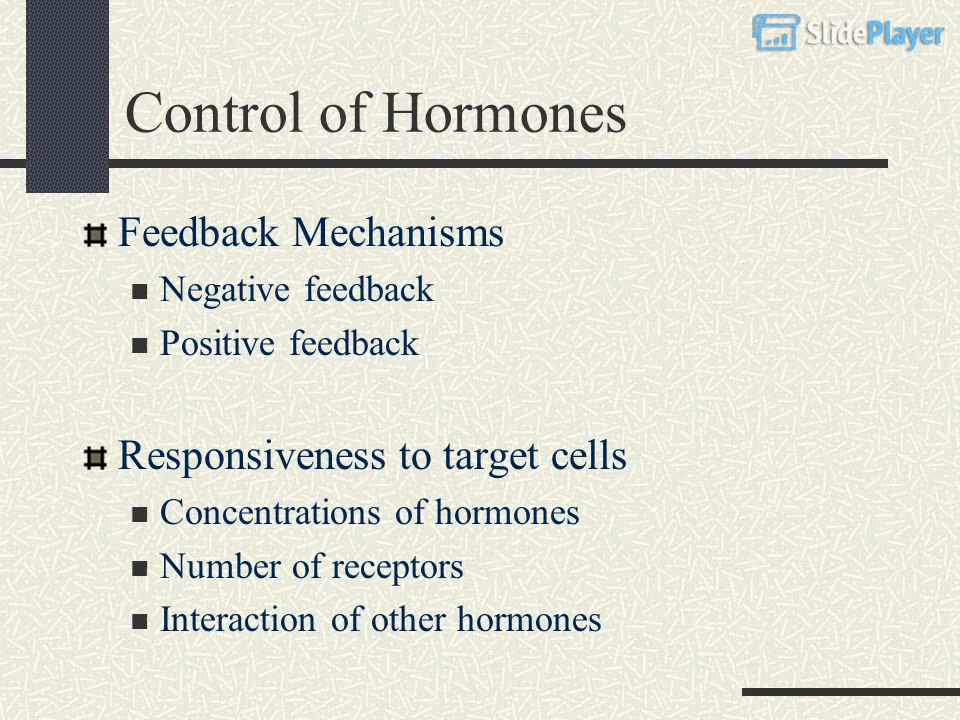 SlidePlayer
Control of Hormones
Feedback Mechanisms
Negative feedback
Positive feedback
Responsiveness to target cells
Concentrations of hormones
Number of receptors
Interaction of other hormones